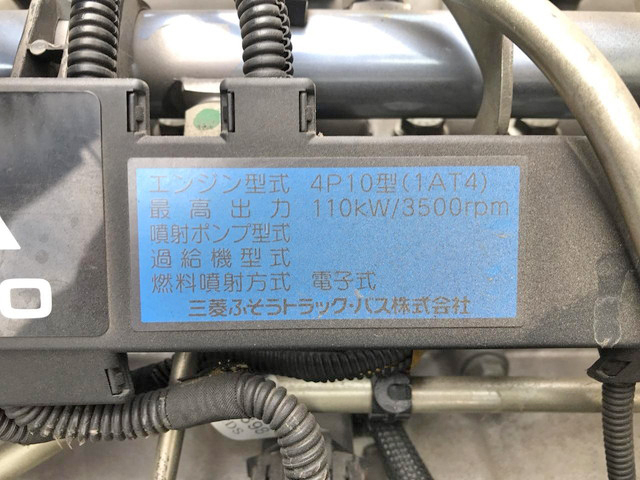 エンジン型式 4P10型(1AT4)
最高出力 110kW/3500rpm
噴射ポンプ型式 -
過給機型式 -
燃料噴射方式 電子式
三菱ふそうトラック・バス株式会社